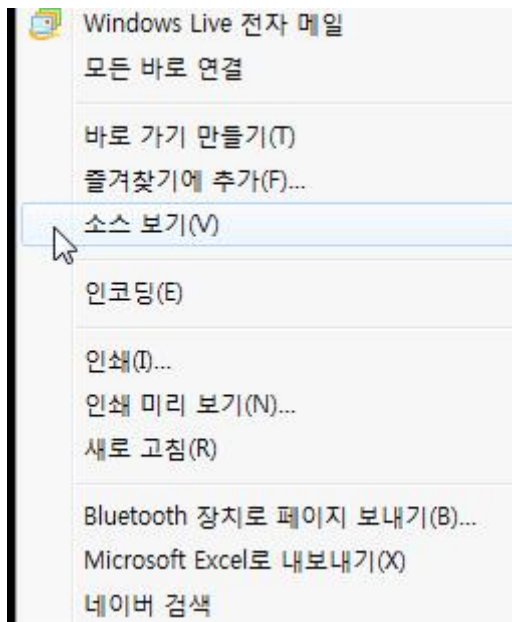 Windows Live 전자 메일
모든 바로 연결
바로 가기 만들기(T)
즐겨찾기에 추가(F)...
소스 보기(V)
인코딩(E)
인쇄(I)...
인쇄 미리 보기(N)...
새로 고침(R)
Bluetooth 장치로 페이지 보내기(B)...
Microsoft Excel로 내보내기(X)
네이버 검색